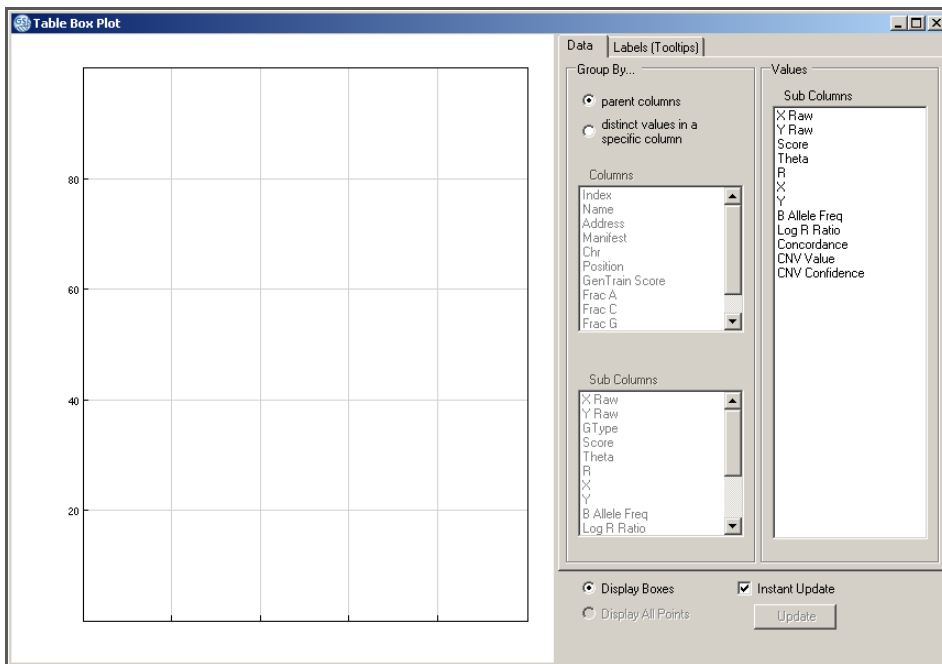 Table Box Plot
80
60
40
20
Data
Labels (Tooltips)
Group By...
parent columns
distinct values in a
specific column
Columns
Index
Name
Address
Manifest
Chr
Position
GenTrain Score
Frac A
Frac C
Frac G
Sub Columns
X Raw
Y Raw
GType
Score
Theta
R
X
Y
B Allele Freq
Log R Ratio
Values
Sub Columns
X Raw
Y Raw
Score
Theta
R
X
Y
B Allele Freq
Log R Ratio
Concordance
CNV Value
CNV Confidence
Display Boxes
Instant Update
Display All Points
Update